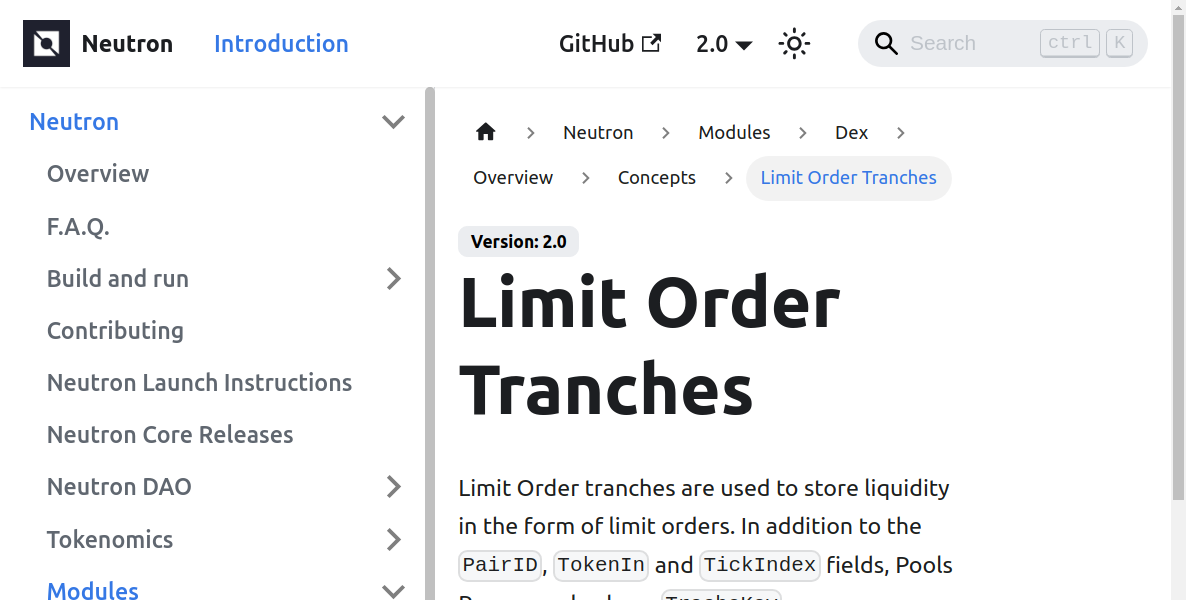 Neutron Introduction GitHub 2.0 Search ctrl K
Neutron
Overview
F.A.Q.
Build and run
Contributing
Neutron Launch Instructions
Neutron Core Releases
Neutron DAO
Tokenomics
Modules
Neutron Modules Dex
Overview Concepts Limit Order Tranches
Version: 2.0
Limit Order
Tranches
Limit Order tranches are used to store liquidity
in the form of limit orders. In addition to the
PairID, TokenIn and TickIndex fields, Pools